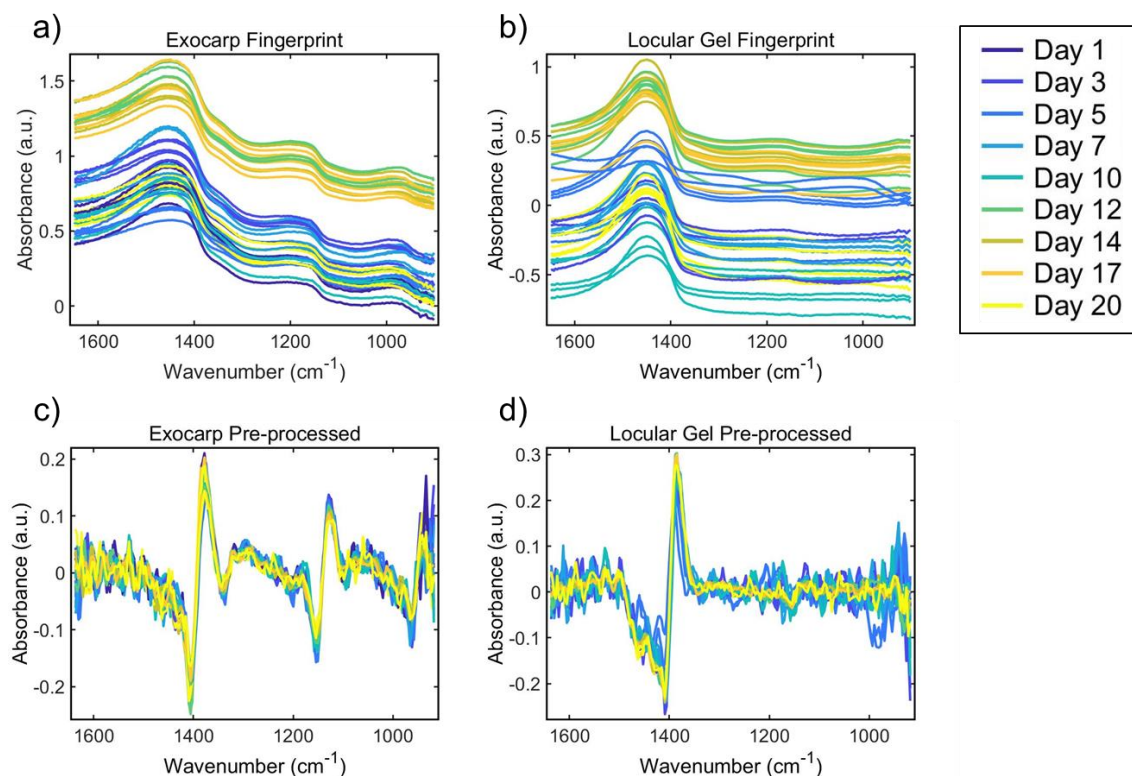 a)
Exocarp Fingerprint
Absorbance (a.u.)
1.5
1
0.5
0
1600
1400
1200
1000
Wavenumber (cm-1)
b)
Locular Gel Fingerprint
Absorbance (a.u.)
1
0.5
0
-0.5
1600
1400
1200
1000
Wavenumber (cm-1)
Day 1
Day 3
Day 5
Day 7
Day 10
Day 12
Day 14
Day 17
Day 20
c)
Exocarp Pre-processed
Absorbance (a.u.)
0.2
0.1
0
-0.1
-0.2
1600
1400
1200
1000
Wavenumber (cm-1)
d)
Locular Gel Pre-processed
Absorbance (a.u.)
0.3
0.2
0.1
0
-0.1
-0.2
1600
1400
1200
1000
Wavenumber (cm-1)